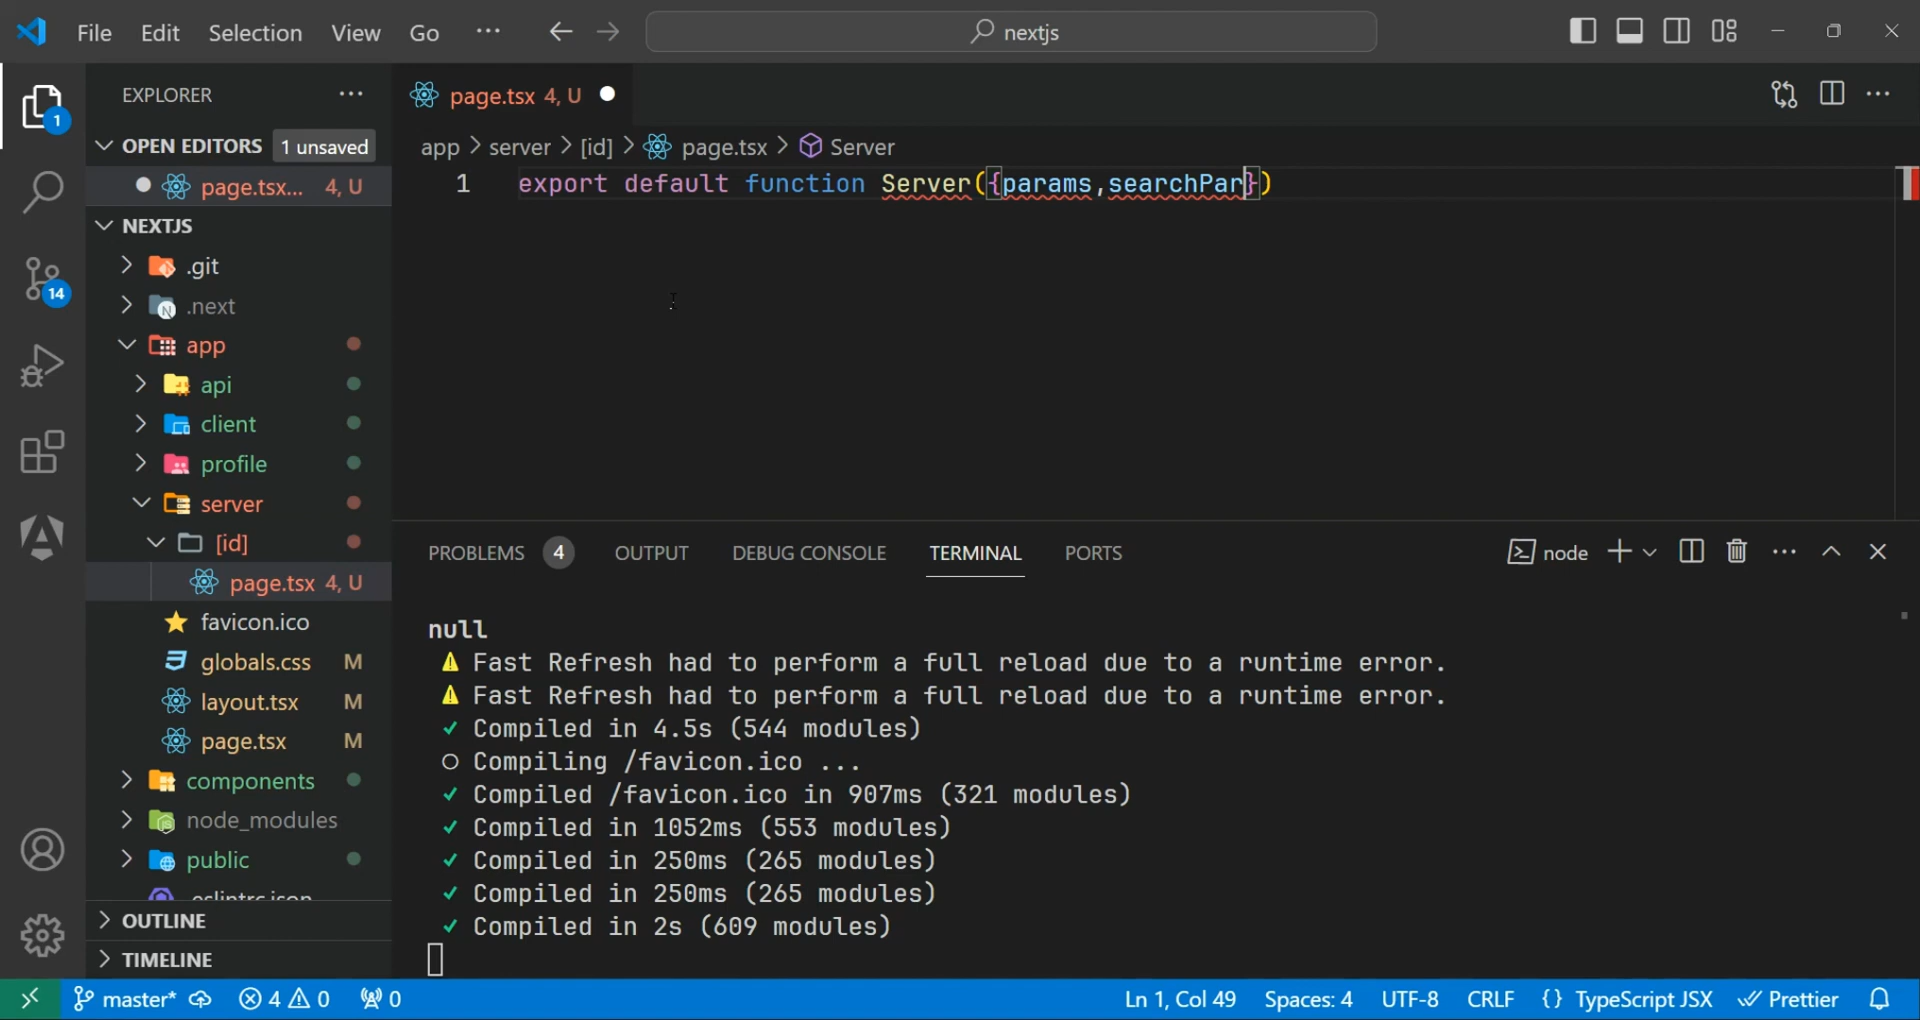 File Edit Selection View Go ··· nextjs
EXPLORER ···
page.tsx 4, U
OPEN EDITORS 1 unsaved
app > server > [id] > page.tsx > Server
page.tsx... 4, U
1 export default function Server({params,searchPar})
NEXTJS
.git
.next
app
api
client
profile
server
[id]
page.tsx 4, U
favicon.ico
globals.css M
layout.tsx M
page.tsx M
components
node_modules
public
.eslintrc.json
OUTLINE
TIMELINE
1
14
PROBLEMS 4 OUTPUT DEBUG CONSOLE TERMINAL PORTS node
null
⚠ Fast Refresh had to perform a full reload due to a runtime error.
⚠ Fast Refresh had to perform a full reload due to a runtime error.
✓ Compiled in 4.5s (544 modules)
○ Compiling /favicon.ico ...
✓ Compiled /favicon.ico in 907ms (321 modules)
✓ Compiled in 1052ms (553 modules)
✓ Compiled in 250ms (265 modules)
✓ Compiled in 250ms (265 modules)
✓ Compiled in 2s (609 modules)
master* 4 0 0 Ln 1, Col 49 Spaces: 4 UTF-8 CRLF {} TypeScript JSX Prettier